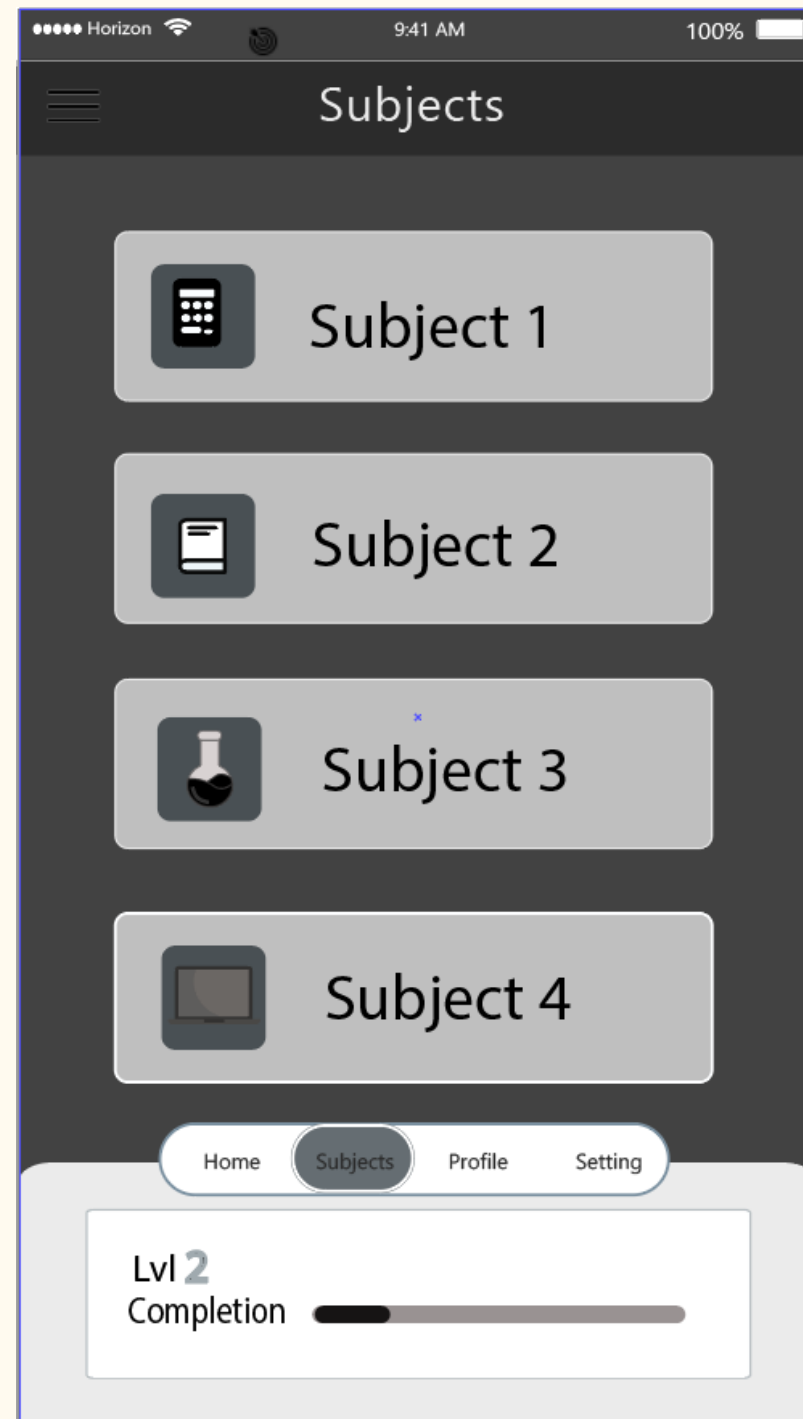 Horizon 9:41 AM 100%
Subjects
Subject 1
Subject 2
Subject 3
Subject 4
Home Subjects Profile Setting
Lvl 2
Completion